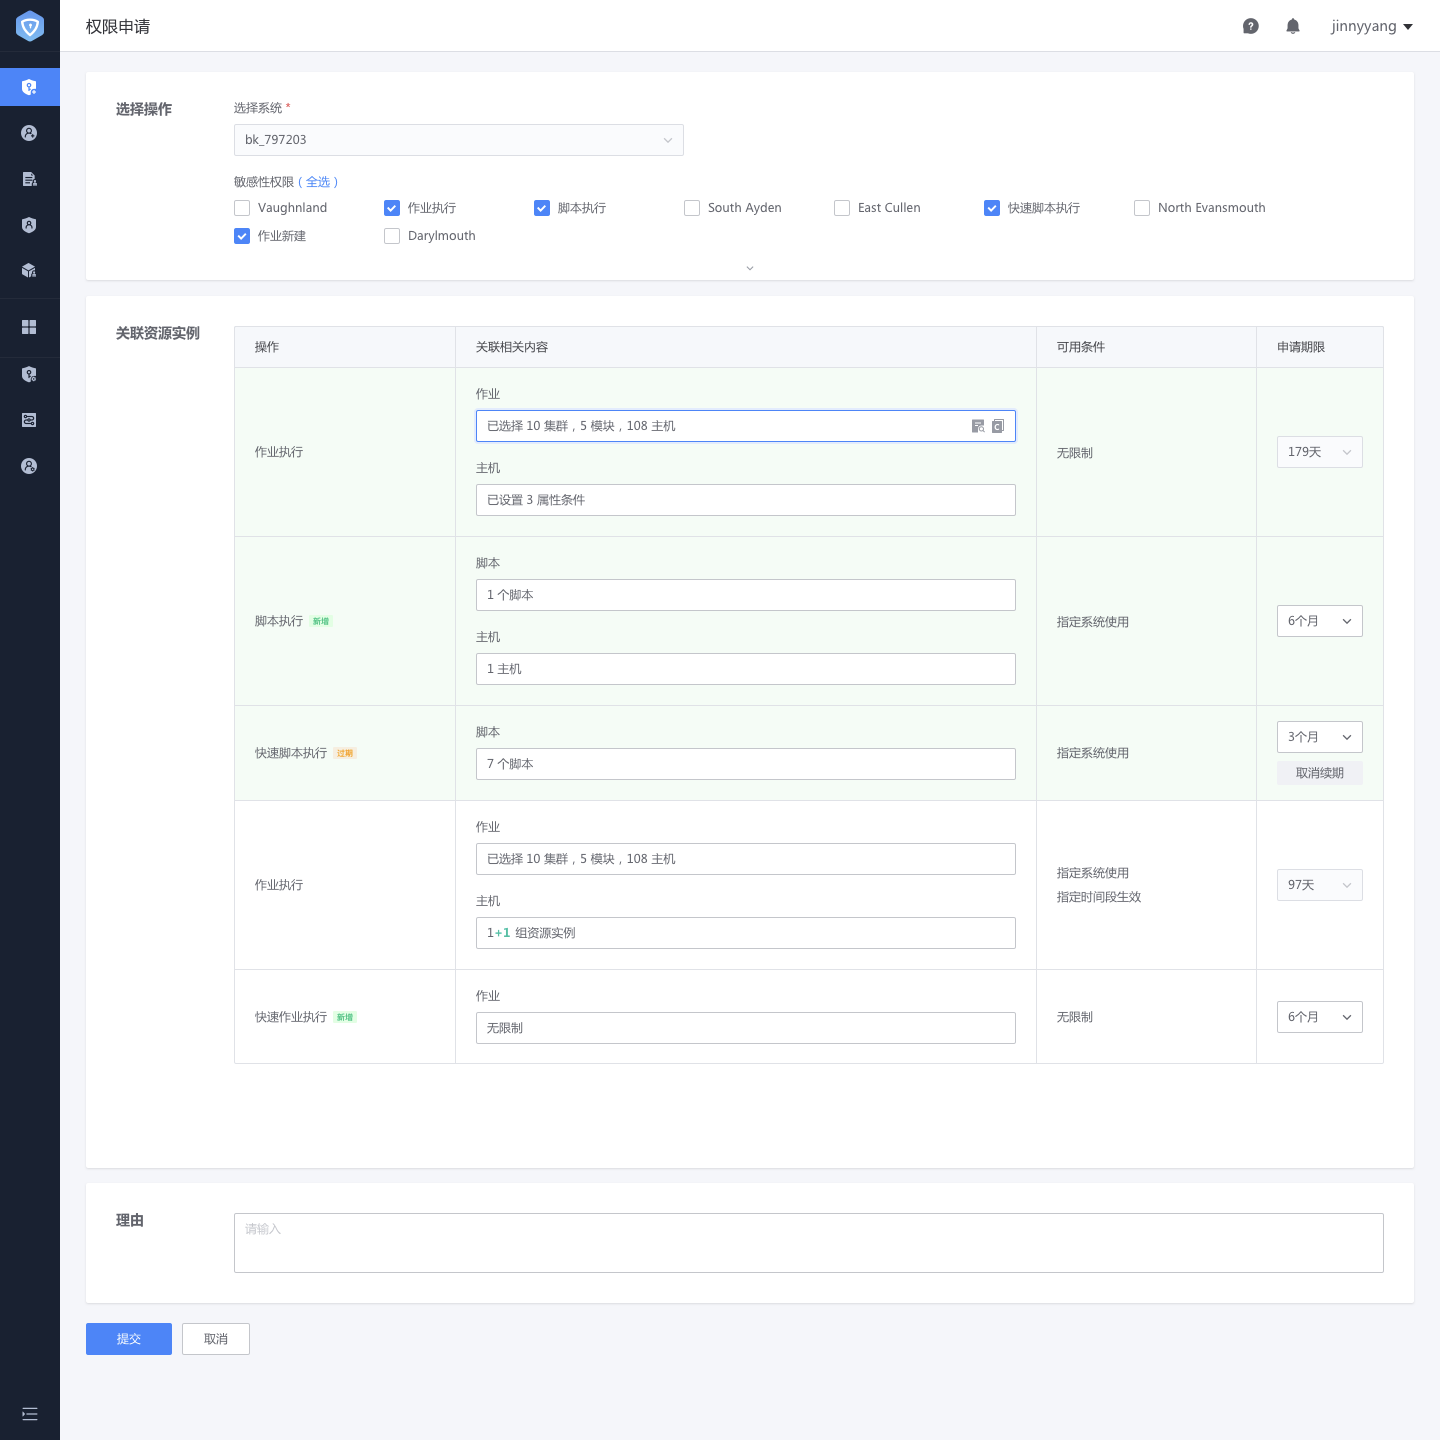 权限申请
jinnyyang
选择操作
选择系统 *
bk_797203
敏感性权限 ( 全选 )
Vaughnland 作业执行 脚本执行 South Ayden East Cullen 快速脚本执行 North Evansmouth
作业新建 Darylmouth
关联资源实例
操作 关联相关内容 可用条件 申请期限
作业执行
作业
已选择 10 集群 , 5 模块 , 108 主机
主机
已设置 3 属性条件
无限制
179天
脚本执行 新增
脚本
1 个脚本
主机
1 主机
指定系统使用
6个月
快速脚本执行 过期
脚本
7 个脚本
指定系统使用
3个月
取消续期
作业执行
作业
已选择 10 集群 , 5 模块 , 108 主机
主机
1+1 组资源实例
指定系统使用
指定时间段生效
97天
快速作业执行 新增
作业
无限制
无限制
6个月
理由
请输入
提交 取消